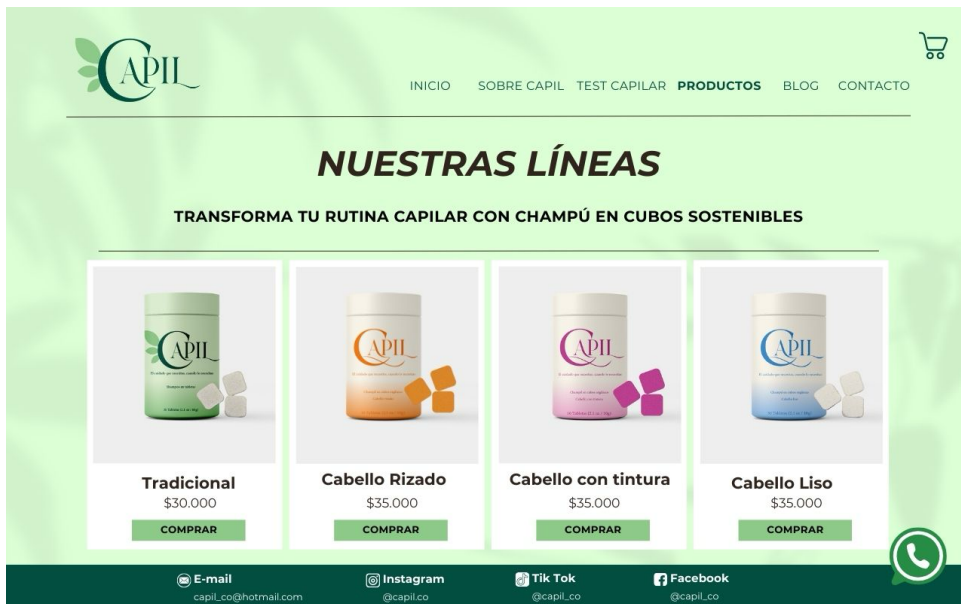 CAPIL
INICIO SOBRE CAPIL TEST CAPILAR PRODUCTOS BLOG CONTACTO
NUESTRAS LÍNEAS
TRANSFORMA TU RUTINA CAPILAR CON CHAMPÚ EN CUBOS SOSTENIBLES
CAPIL
CAPIL
CAPIL
CAPIL
Tradicional
$30.000
COMPRAR
Cabello Rizado
$35.000
COMPRAR
Cabello con tintura
$35.000
COMPRAR
Cabello Liso
$35.000
COMPRAR
E-mail
capil_co@hotmail.com
Instagram
@capil.co
Tik Tok
@capil_co
Facebook
@capil_co